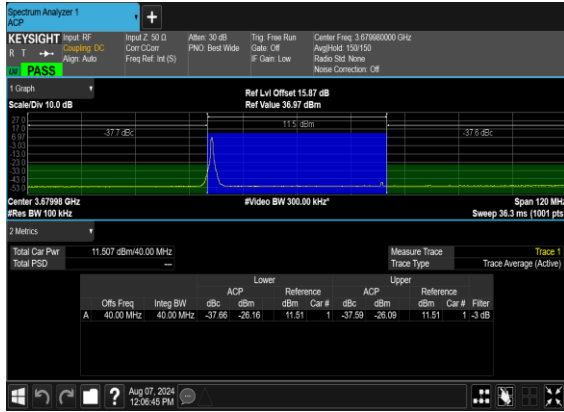 Spectrum Analyzer 1
ACP
+
KEYSIGHT Input: RF Input Z: 50 Ω Atten: 30 dB Trig: Free Run Center Freq: 3.679980000 GHz
R T Coupling: DC Corr CCorr PNO: Best Wide Gate: Off Avg|Hold: 150/150
Align: Auto Freq Ref: Int (S) IF Gain: Low Radio Std: None
LXI PASS Noise Correction: Off
1 Graph Ref Lvl Offset 15.87 dB
Scale/Div 10.0 dB Ref Value 36.97 dBm
27.0
17.0 11.5 dBm
6.97 -37.7 dBc -37.6 dBc
-3.03
-13.0
-23.0
-33.0
-43.0
-53.0
Center 3.67998 GHz #Video BW 300.00 kHz* Span 120 MHz
#Res BW 100 kHz Sweep 36.3 ms (1001 pts)
2 Metrics
Total Car Pwr 11.507 dBm/40.00 MHz Measure Trace Trace 1
Total PSD --- Trace Type Trace Average (Active)
Lower Upper
ACP Reference ACP Reference
Offs Freq Integ BW dBc dBm dBm Car # dBc dBm dBm Car # Filter
A 40.00 MHz 40.00 MHz -37.66 -26.16 11.51 1 -37.59 -26.09 11.51 1 -3 dB
? Aug 07, 2024
12:06:45 PM